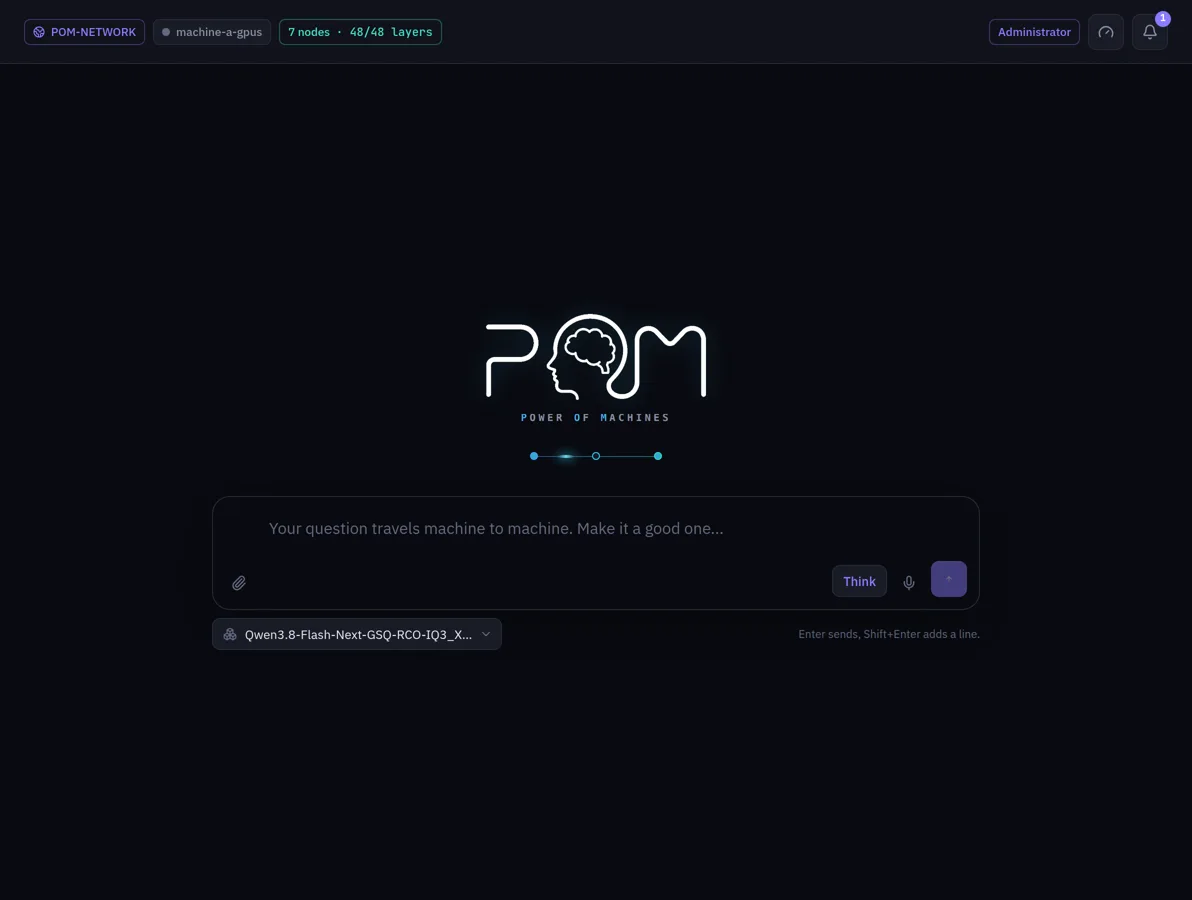 POM-NETWORK
machine-a-gpus
7 nodes · 48/48 layers
Administrator
1
POM
POWER OF MACHINES
Your question travels machine to machine. Make it a good one...
Think
Qwen3.8-Flash-Next-GSQ-RCO-IQ3_X...
Enter sends, Shift+Enter adds a line.